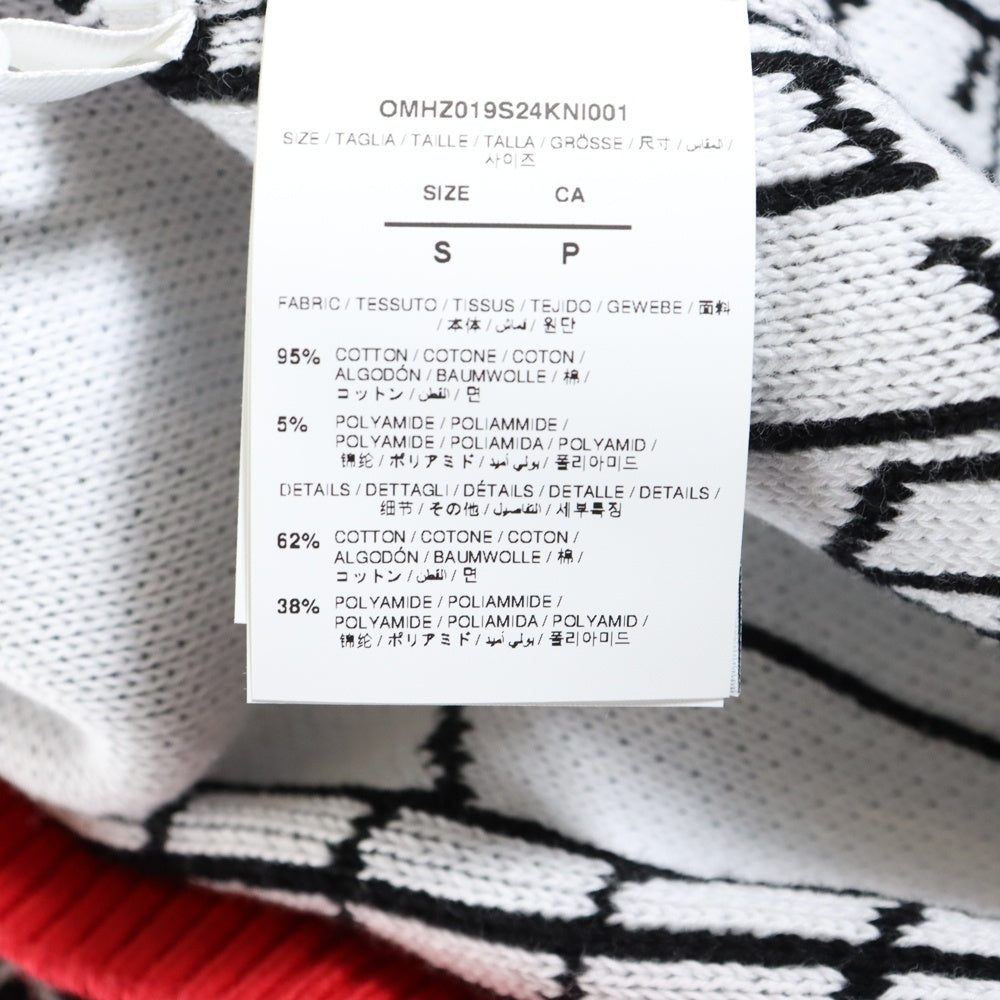 OMHZ019S24KNI001
SIZE / TAGLIA / TAILLE / TALLA / GRÖSSE / 尺寸 / المقاس /
사이즈
SIZE CA
S P
FABRIC / TESSUTO / TISSUS / TEJIDO / GEWEBE / 面料
/ 本体 / قماش / 원단
95% COTTON / COTONE / COTON /
ALGODÓN / BAUMWOLLE / 棉 /
コットン / القطن / 면
5% POLYAMIDE / POLIAMMIDE /
POLYAMIDE / POLIAMIDA / POLYAMID /
锦纶 / ポリアミド / بولي أميد / 폴리아미드
DETAILS / DETTAGLI / DÉTAILS / DETALLE / DETAILS /
细节 / その他 / التفاصيل / 세부특징
62% COTTON / COTONE / COTON /
ALGODÓN / BAUMWOLLE / 棉 /
コットン / القطن / 면
38% POLYAMIDE / POLIAMMIDE /
POLYAMIDE / POLIAMIDA / POLYAMID /
锦纶 / ポリアミド / بولي أميد / 폴리아미드